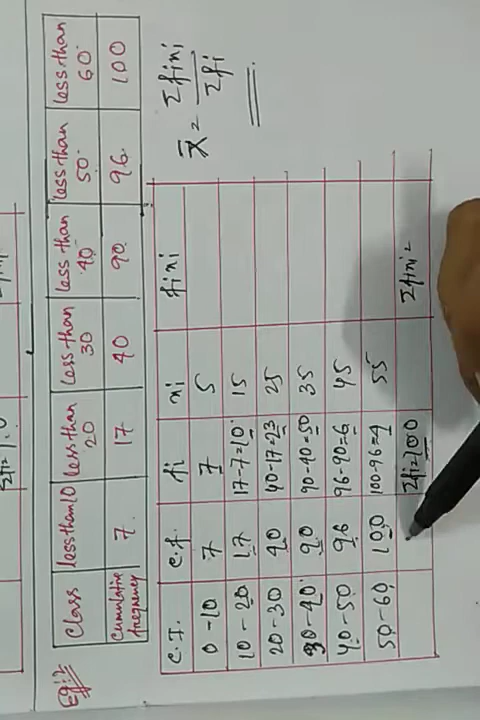 Eg:-
Class less than 10 less than 20 less than 30 less than 40 less than 50 less than 60
Cumulative frequency 7 17 40 90 96 100
C.I. c.f. fi xi fixi
0-10 7 7 5
10-20 17 17-7=10 15
20-30 40 40-17=23 25
30-40 90 90-40=50 35
40-50 96 96-90=6 45
50-60 100 100-96=4 55
Σfi=100 Σfixi=
x̄ = Σfixi / Σfi